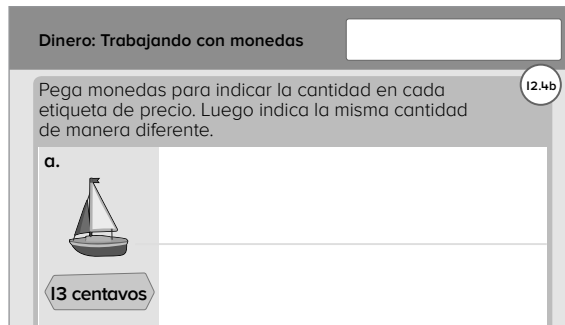 Dinero: Trabajando con monedas
12.4b
Pega monedas para indicar la cantidad en cada
etiqueta de precio. Luego indica la misma cantidad
de manera diferente.
a.
13 centavos